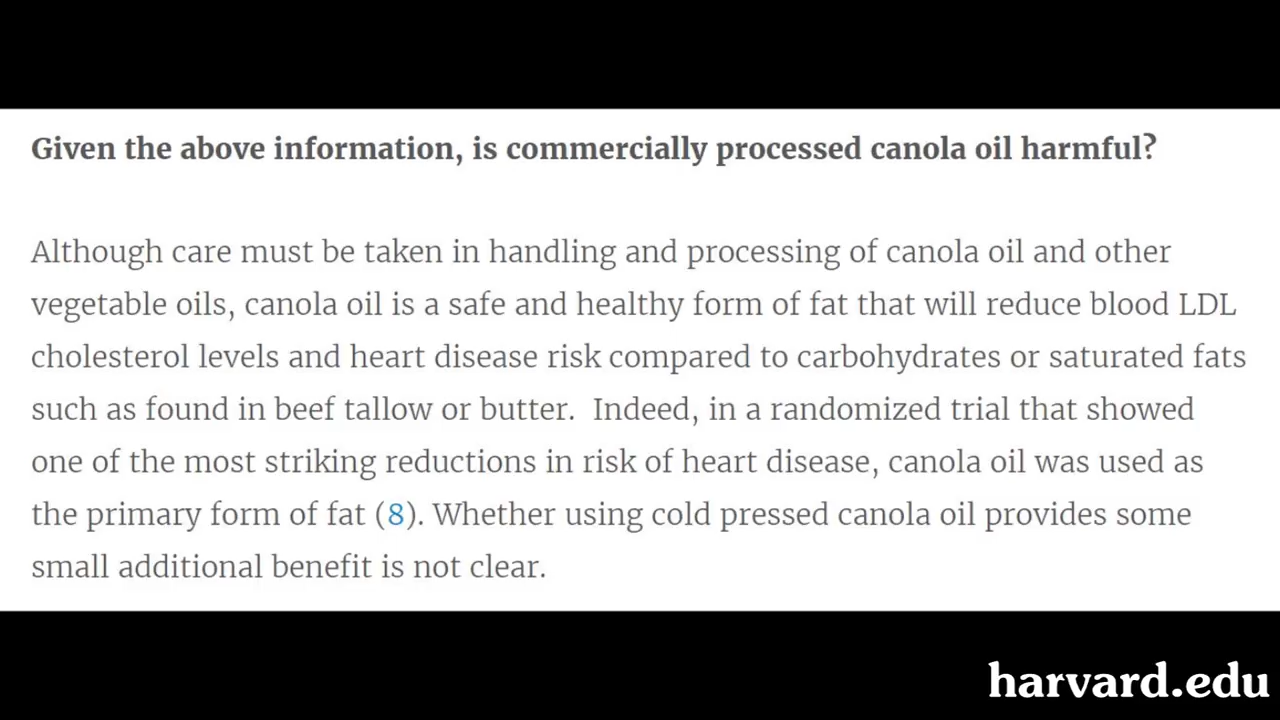 Given the above information, is commercially processed canola oil harmful?
Although care must be taken in handling and processing of canola oil and other
vegetable oils, canola oil is a safe and healthy form of fat that will reduce blood LDL
cholesterol levels and heart disease risk compared to carbohydrates or saturated fats
such as found in beef tallow or butter.  Indeed, in a randomized trial that showed
one of the most striking reductions in risk of heart disease, canola oil was used as
the primary form of fat (8). Whether using cold pressed canola oil provides some
small additional benefit is not clear.
harvard.edu